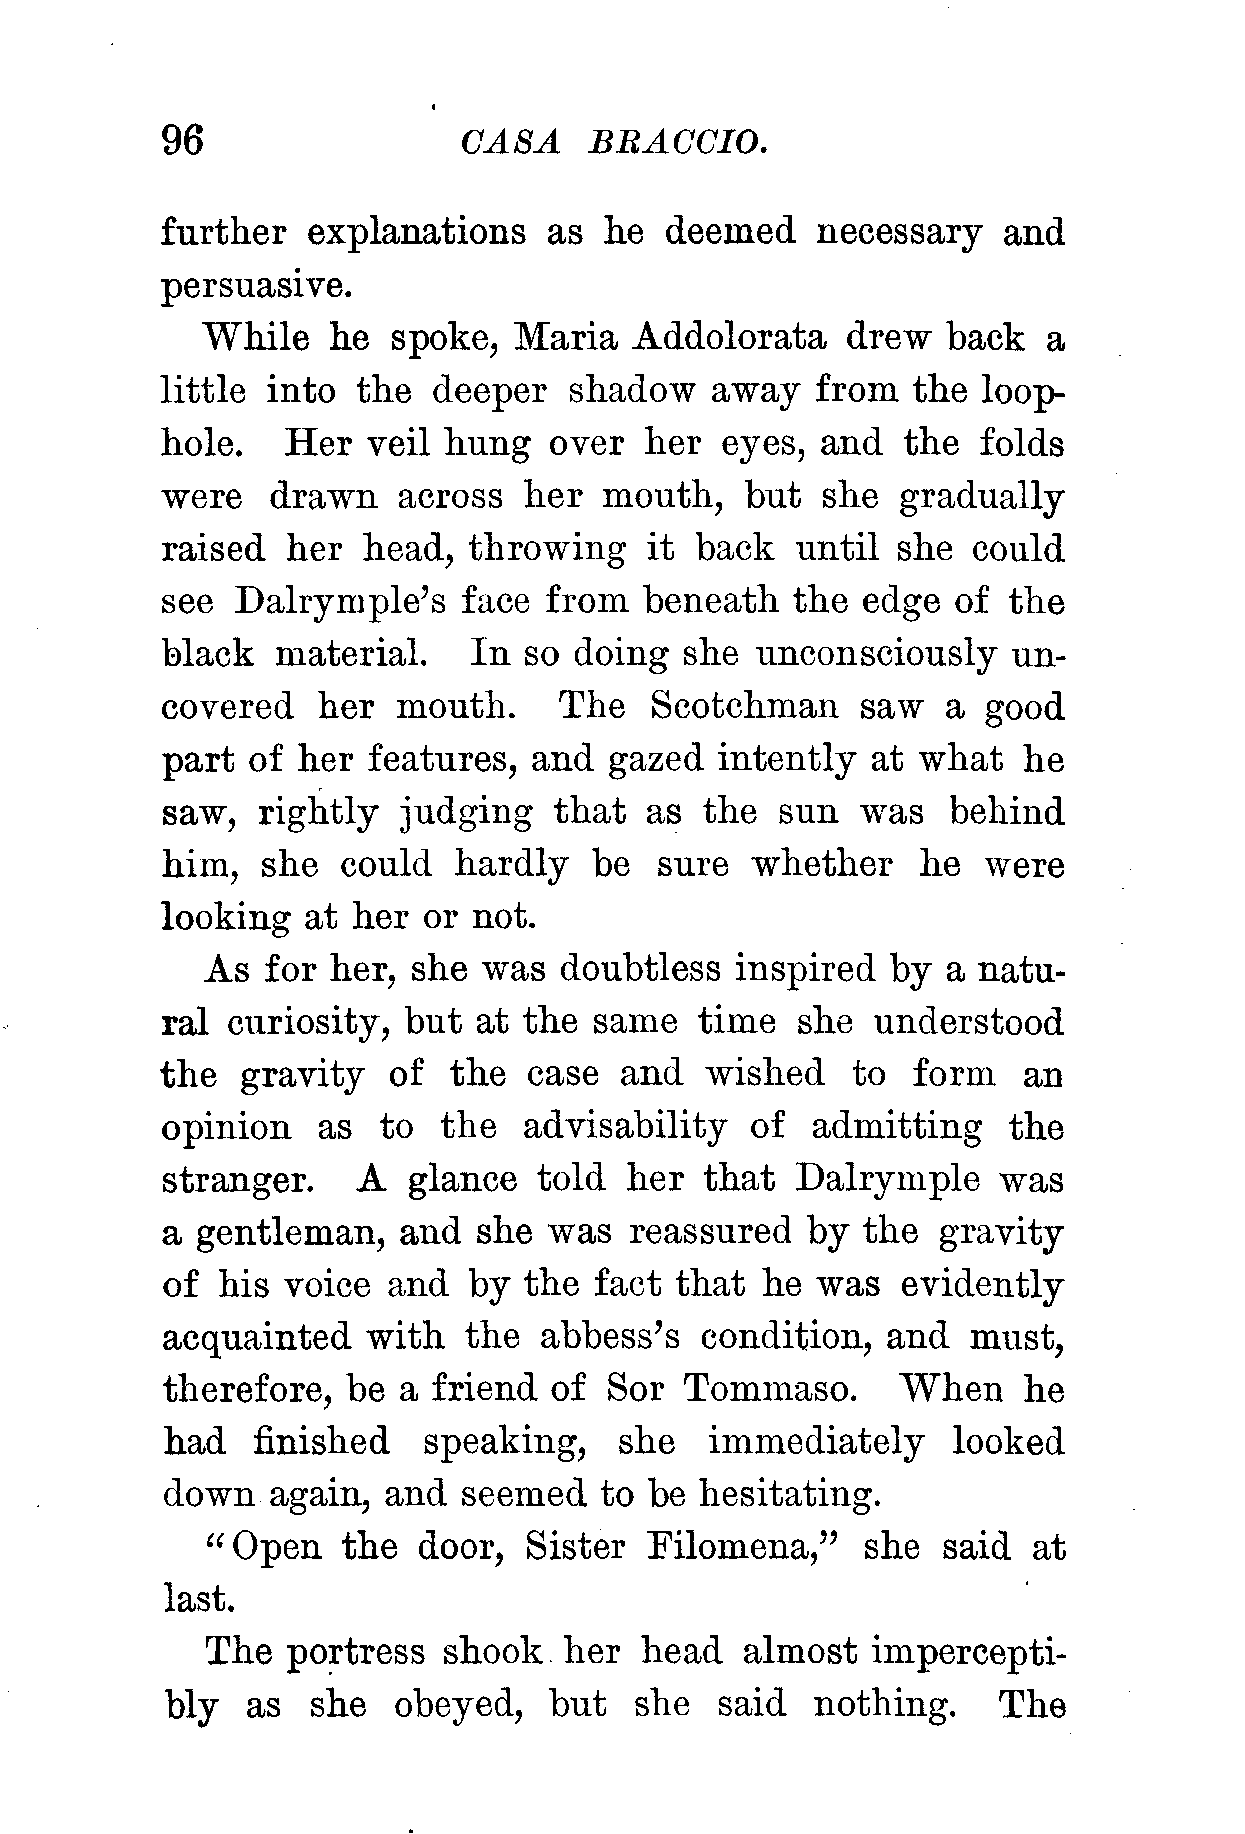 96 CASA BRACCIO.
further explanations as he deemed necessary and
persuasive.
While he spoke, Maria Addolorata drew back a
little into the deeper shadow away from the loop-
hole. Her veil hung over her eyes, and the folds
were drawn across her mouth, but she gradually
raised her head, throwing it back until she could
see Dalrymple's face from beneath the edge of the
black material. In so doing she unconsciously un-
covered her mouth. The Scotchman saw a good
part of her features, and gazed intently at what he
saw, rightly judging that as the sun was behind
him, she could hardly be sure whether he were
looking at her or not.
As for her, she was doubtless inspired by a natu-
ral curiosity, but at the same time she understood
the gravity of the case and wished to form an
opinion as to the advisability of admitting the
stranger. A glance told her that Dalrymple was
a gentleman, and she was reassured by the gravity
of his voice and by the fact that he was evidently
acquainted with the abbess's condition, and must,
therefore, be a friend of Sor Tommaso. When he
had finished speaking, she immediately looked
down again, and seemed to be hesitating.
"Open the door, Sister Filomena," she said at
last.
The portress shook her head almost impercepti-
bly as she obeyed, but she said nothing. The